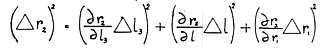 (△r₂)² = (∂r₂/∂l₃ △l₃)² + (∂r₂/∂l △l)² + (∂r₂/∂r₁ △r₁)²